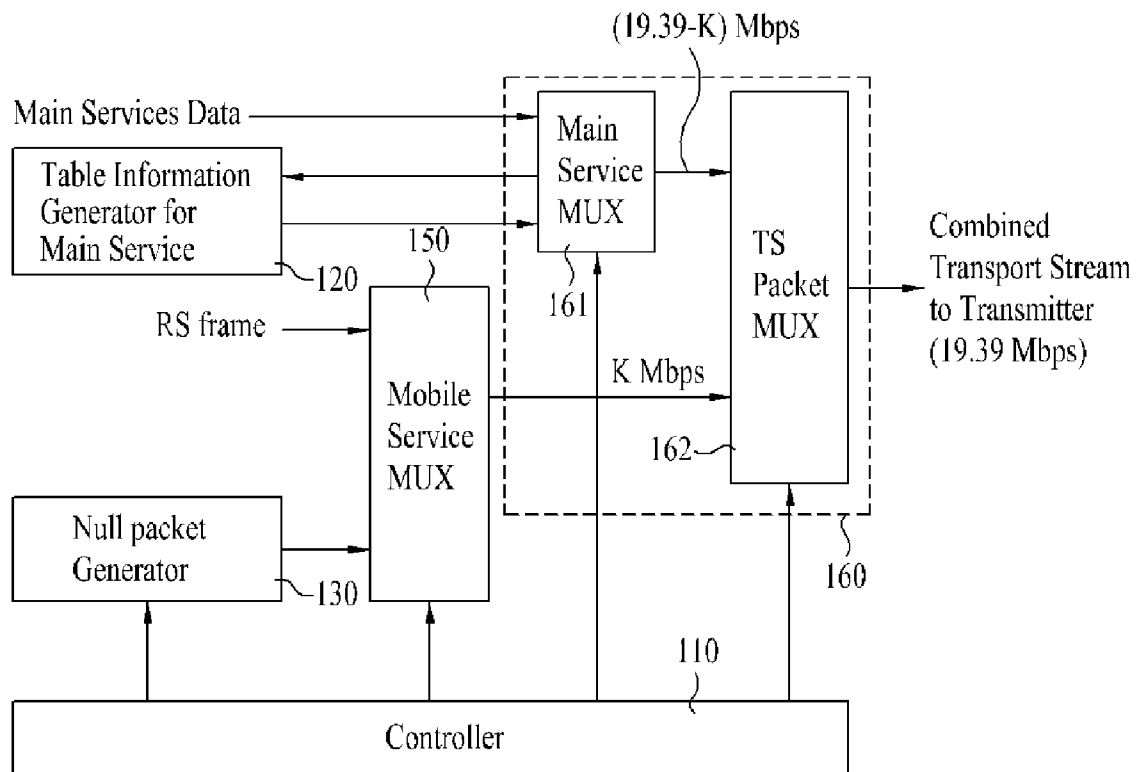 (19.39-K) Mbps
Main Services Data
Main
Service
MUX
161
Table Information
Generator for
Main Service
120
150
RS frame
Mobile
Service
MUX
K Mbps
TS
Packet
MUX
162
Combined
Transport Stream
to Transmitter
(19.39 Mbps)
Null packet
Generator
130
160
110
Controller